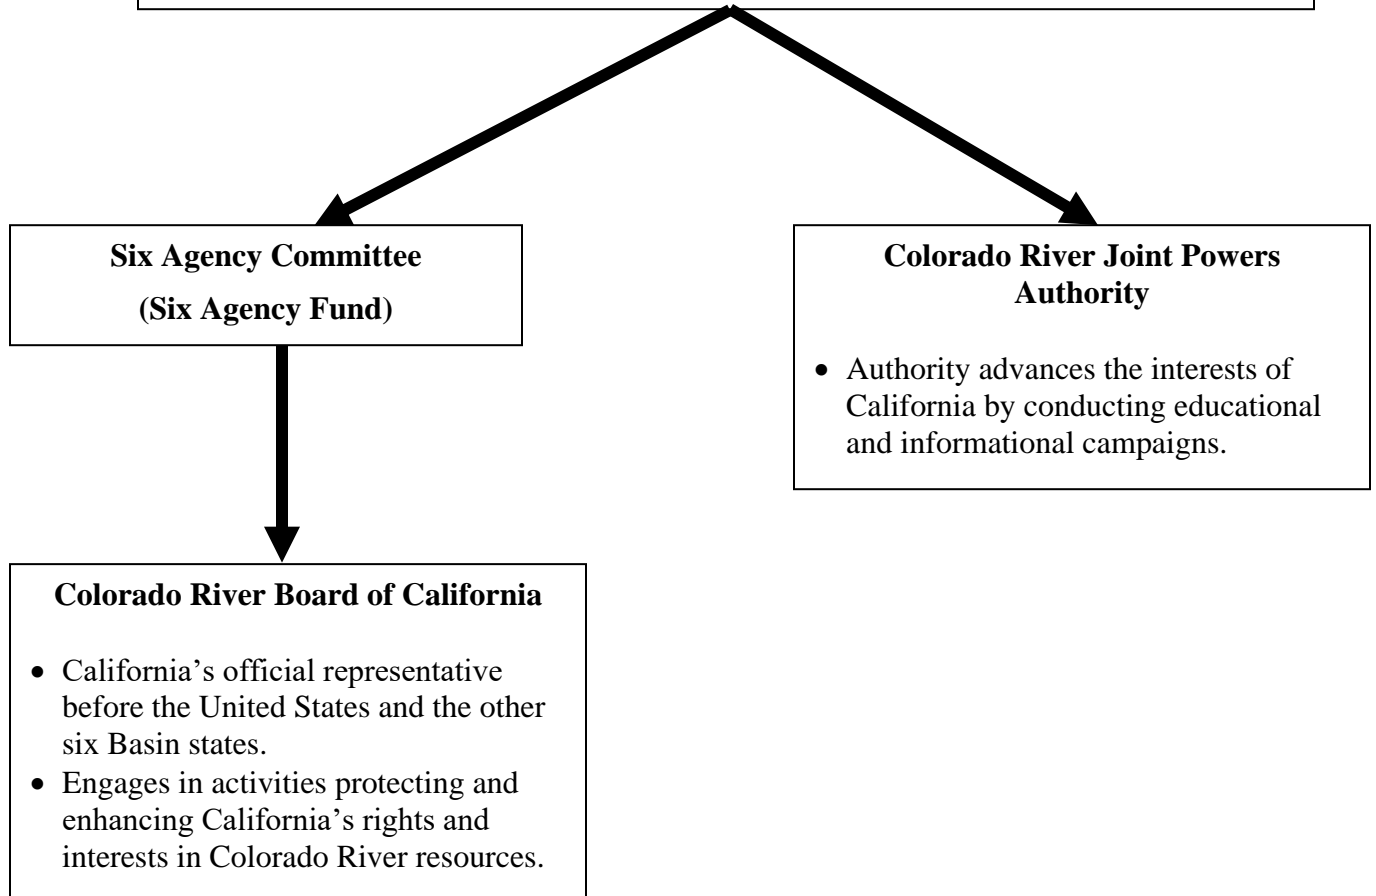 Six Agency Committee
(Six Agency Fund)
Colorado River Joint Powers
Authority
• Authority advances the interests of
California by conducting educational
and informational campaigns.
Colorado River Board of California
• California’s official representative
before the United States and the other
six Basin states.
• Engages in activities protecting and
enhancing California’s rights and
interests in Colorado River resources.